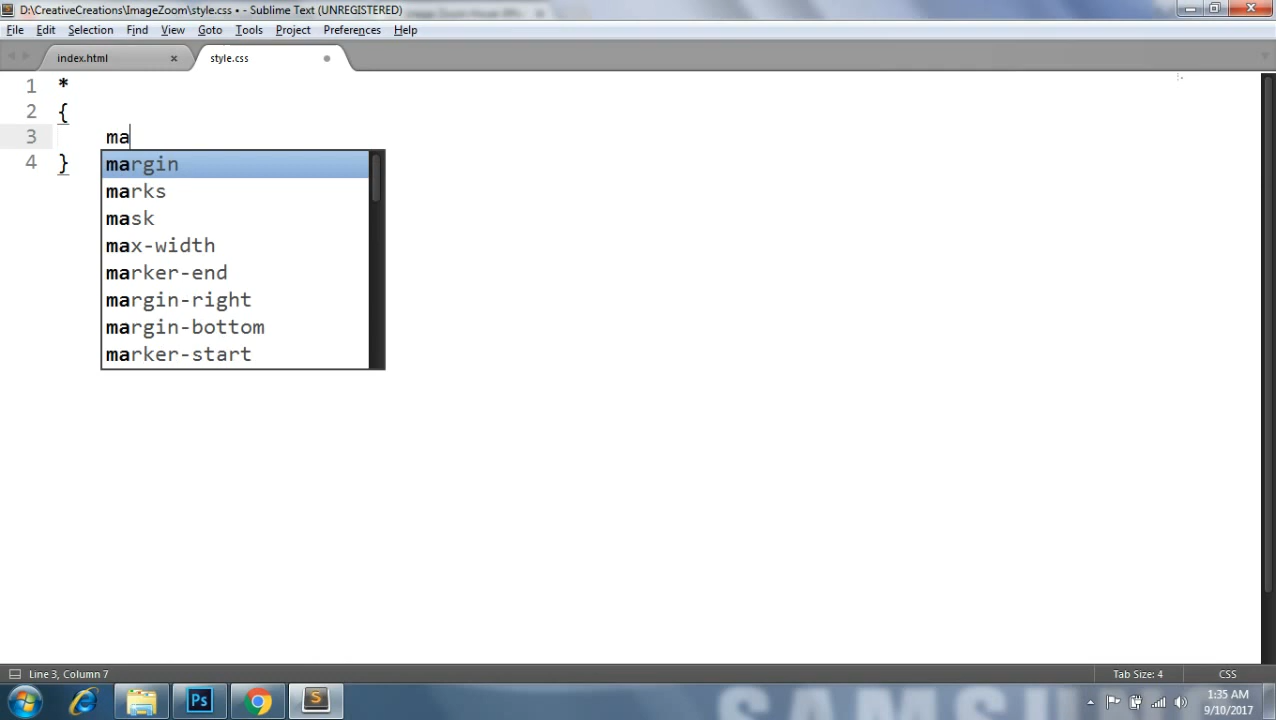 D:\CreativeCreations\ImageZoom\style.css • - Sublime Text (UNREGISTERED)
File Edit Selection Find View Goto Tools Project Preferences Help
index.html × style.css
1 *
2 {
3 ma
4 }
margin
marks
mask
max-width
marker-end
margin-right
margin-bottom
marker-start
Line 3, Column 7 Tab Size: 4 CSS
Ps S 1:35 AM
9/10/2017
SAMSU